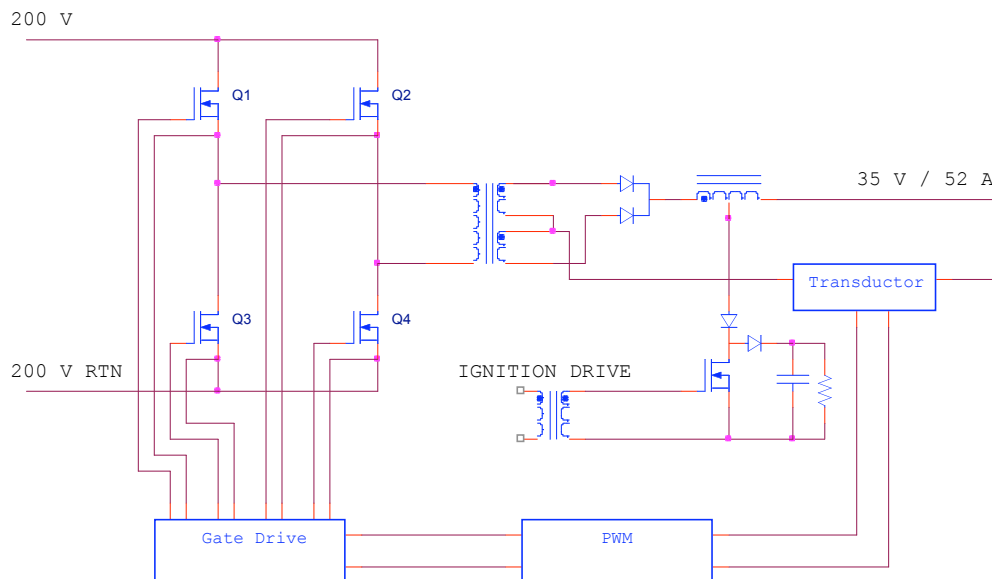 200 V
Q1
Q2
35 V / 52 A
Transductor
Q3
Q4
200 V RTN
IGNITION DRIVE
Gate Drive
PWM